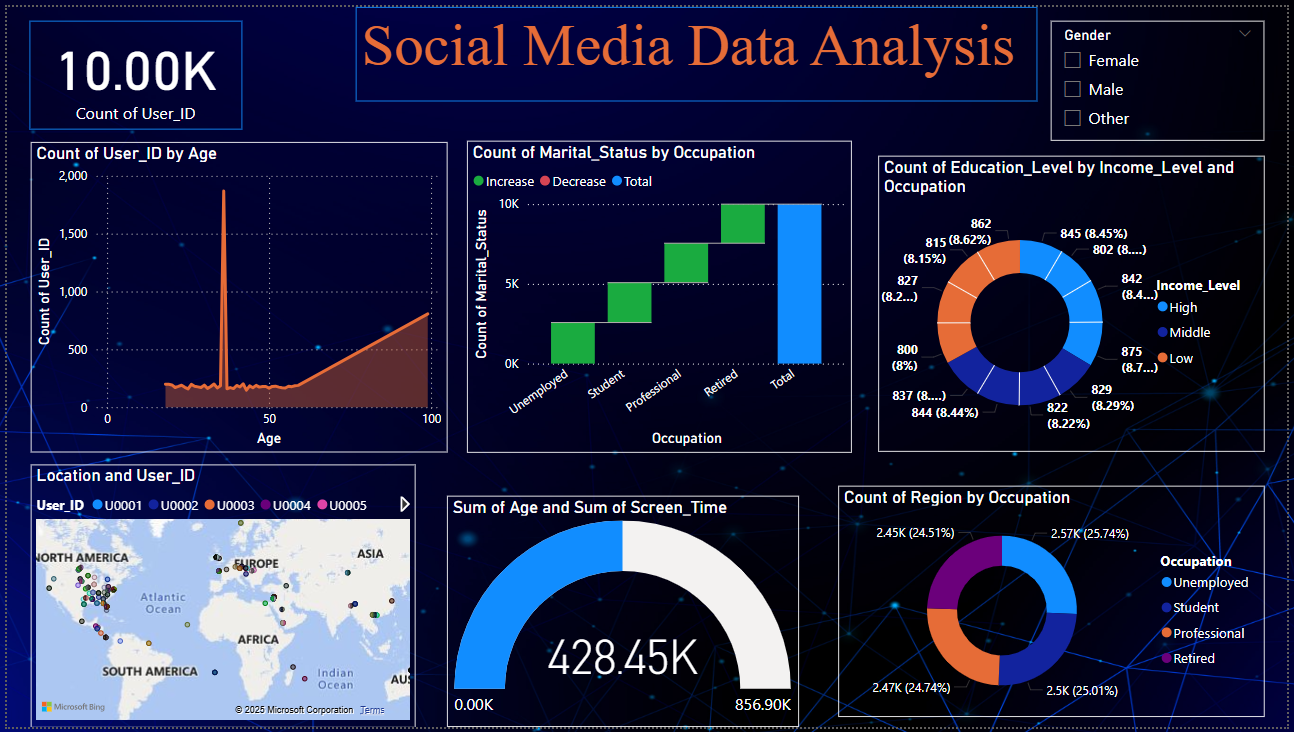 10.00K
Count of User_ID
Social Media Data Analysis
Gender
Female
Male
Other
Count of User_ID by Age
2,000
1,500
1,000
500
0
Count of User_ID
0
50
100
Age
Count of Marital_Status by Occupation
Increase Decrease Total
10K
5K
0K
Count of Marital_Status
Unemployed
Student
Professional
Retired
Total
Occupation
Count of Education_Level by Income_Level and
Occupation
845 (8.45%)
802 (8....)
842
(8.4...)
875
(8.7...)
829
(8.29%)
822
(8.22%)
844 (8.44%)
837 (8....)
800
(8%)
827
(8.2...)
815
(8.15%)
862
(8.62%)
Income_Level
High
Middle
Low
Location and User_ID
User_ID U0001 U0002 U0003 U0004 U0005
NORTH AMERICA
EUROPE
ASIA
Atlantic
Ocean
AFRICA
SOUTH AMERICA
Indian
Ocean
AUS
Microsoft Bing
© 2025 Microsoft Corporation Terms
Sum of Age and Sum of Screen_Time
428.45K
0.00K
856.90K
Count of Region by Occupation
2.45K (24.51%)
2.57K (25.74%)
2.47K (24.74%)
2.5K (25.01%)
Occupation
Unemployed
Student
Professional
Retired